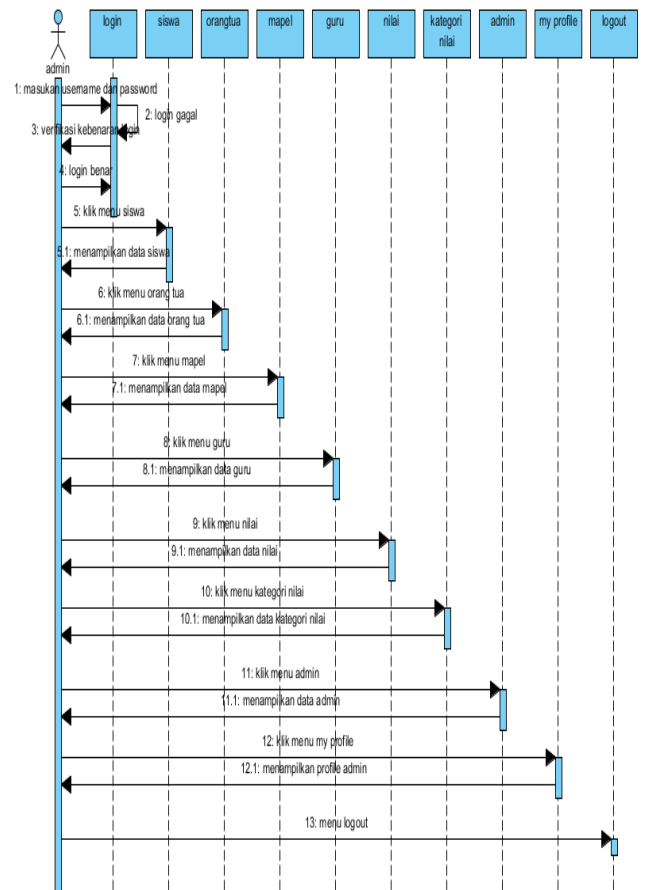 login
siswa
orangtua
mapel
guru
nilai
kategori
nilai
admin
my profile
logout
admin
1: masukan username dan password
2: login gagal
3: verifikasi kebenaran login
4: login benar
5: klik menu siswa
5.1: menampilkan data siswa
6: klik menu orang tua
6.1: menampilkan data orang tua
7: klik menu mapel
7.1: menampilkan data mapel
8: klik menu guru
8.1: menampilkan data guru
9: klik menu nilai
9.1: menampilkan data nilai
10: klik menu kategori nilai
10.1: menampilkan data kategori nilai
11: klik menu admin
11.1: menampilkan data admin
12: klik menu my profile
12.1: menampilkan profile admin
13: menu logout